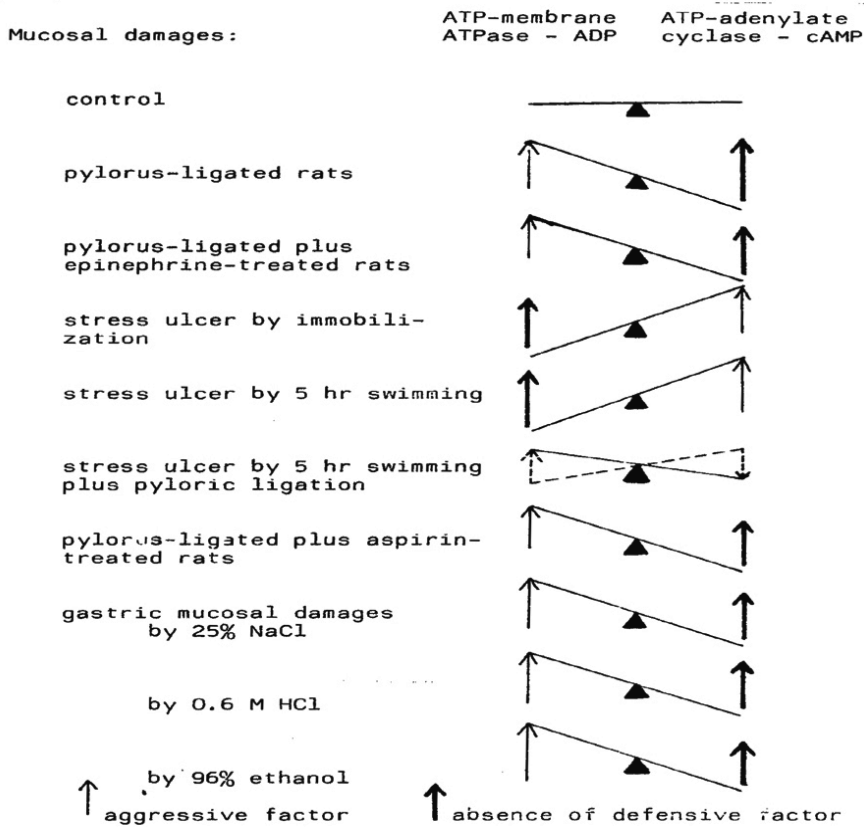 ATP-membrane ATP-adenylate
Mucosal damages: ATPase - ADP cyclase - cAMP
control
pylorus-ligated rats
pylorus-ligated plus
epinephrine-treated rats
stress ulcer by immobili-
zation
stress ulcer by 5 hr swimming
stress ulcer by 5 hr swimming
plus pyloric ligation
pylorus-ligated plus aspirin-
treated rats
gastric mucosal damages
by 25% NaCl
by 0.6 M HCl
by 96% ethanol
aggressive factor absence of defensive factor